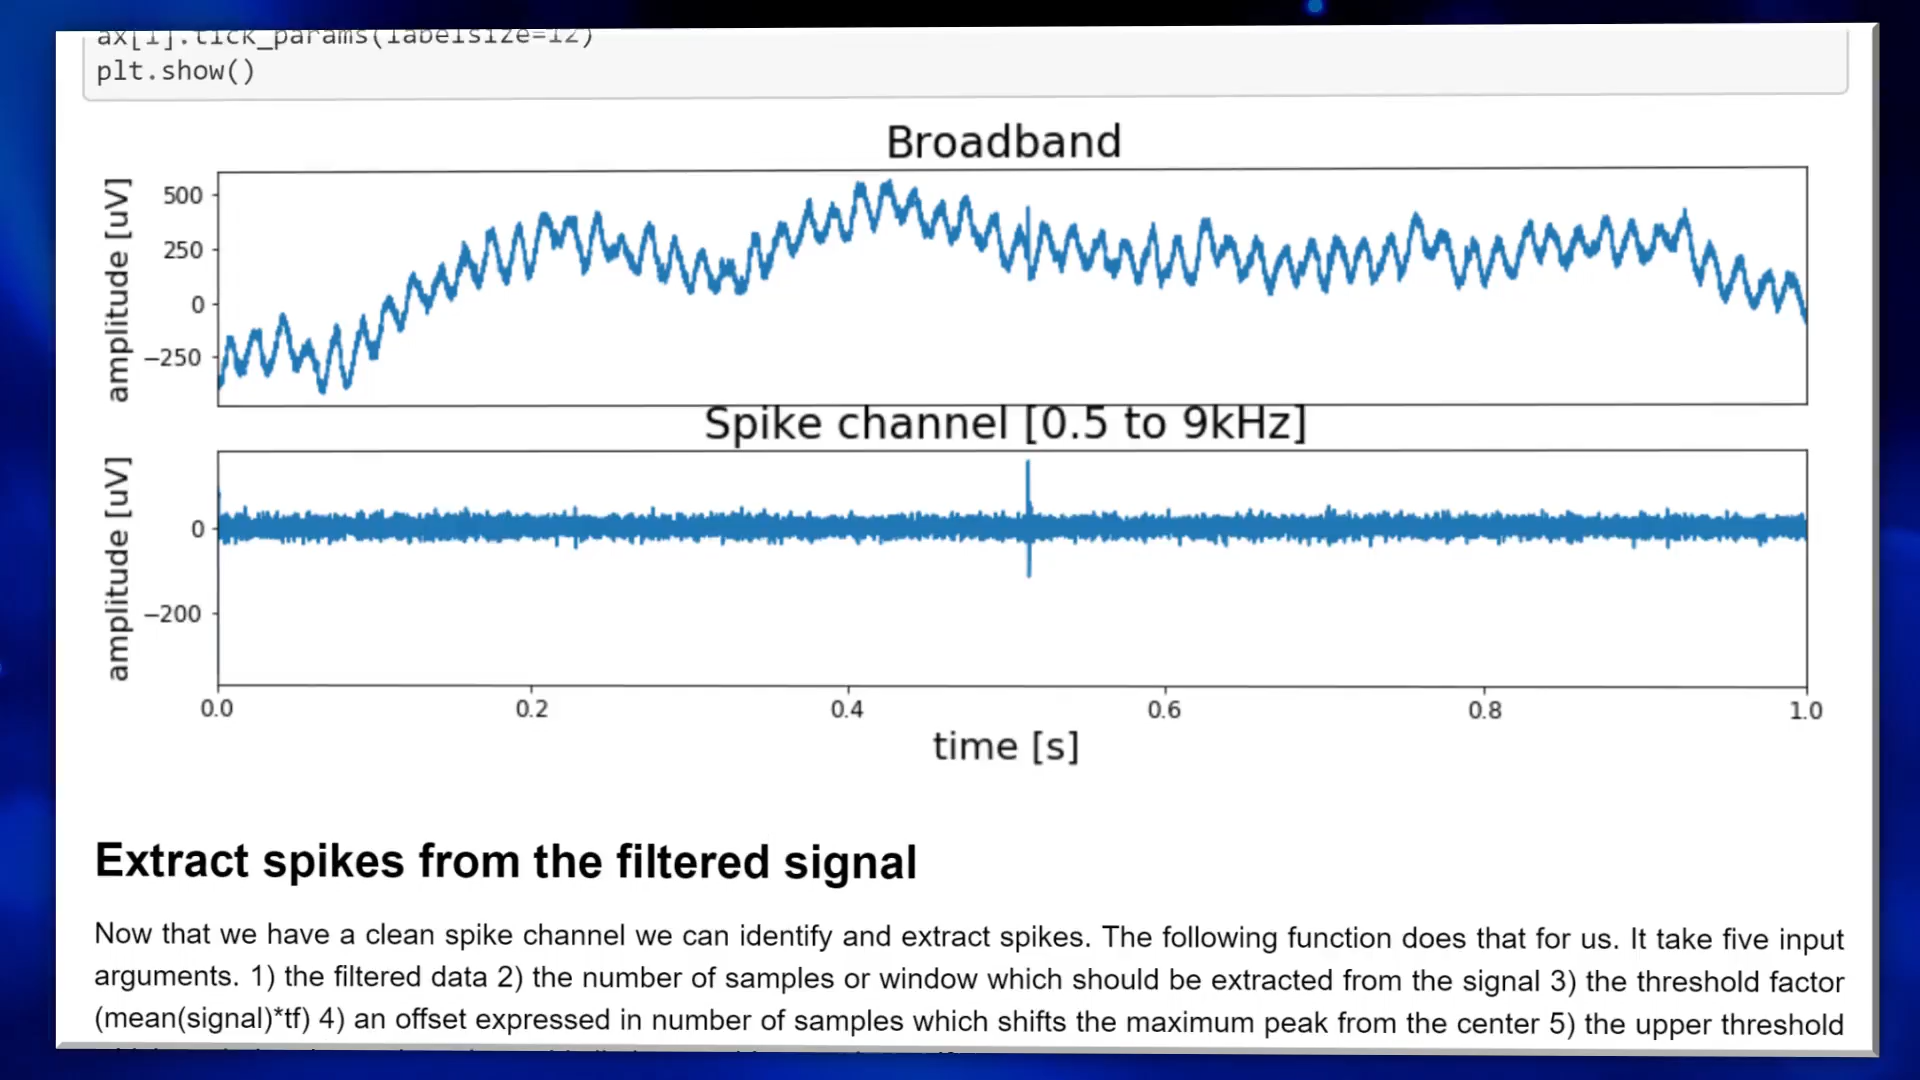 ax[1].tick_params(labelsize=12)
plt.show()
Broadband
amplitude [uV]
500
250
0
−250
Spike channel [0.5 to 9kHz]
amplitude [uV]
0
−200
0.0 0.2 0.4 0.6 0.8 1.0
time [s]
Extract spikes from the filtered signal
Now that we have a clean spike channel we can identify and extract spikes. The following function does that for us. It take five input
arguments. 1) the filtered data 2) the number of samples or window which should be extracted from the signal 3) the threshold factor
(mean(signal)*tf) 4) an offset expressed in number of samples which shifts the maximum peak from the center 5) the upper threshold